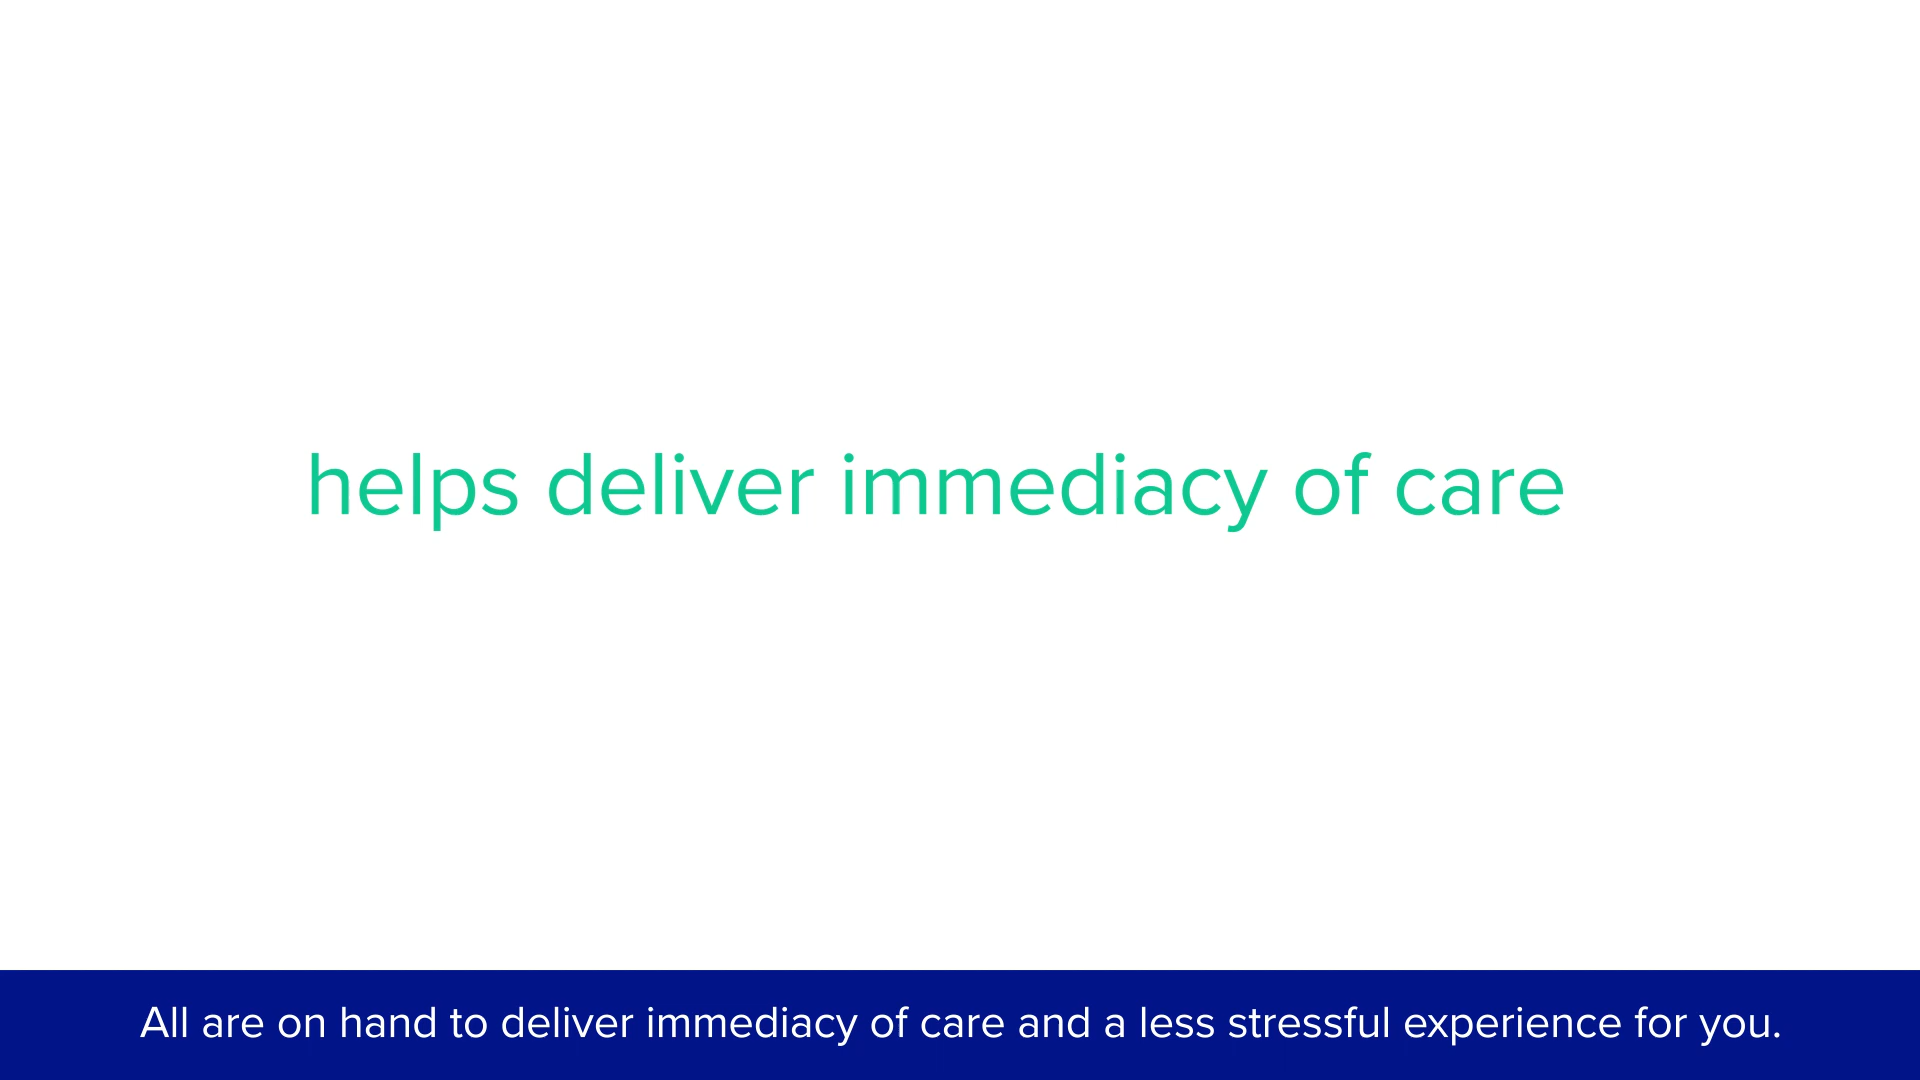 helps deliver immediacy of care
All are on hand to deliver immediacy of care and a less stressful experience for you.